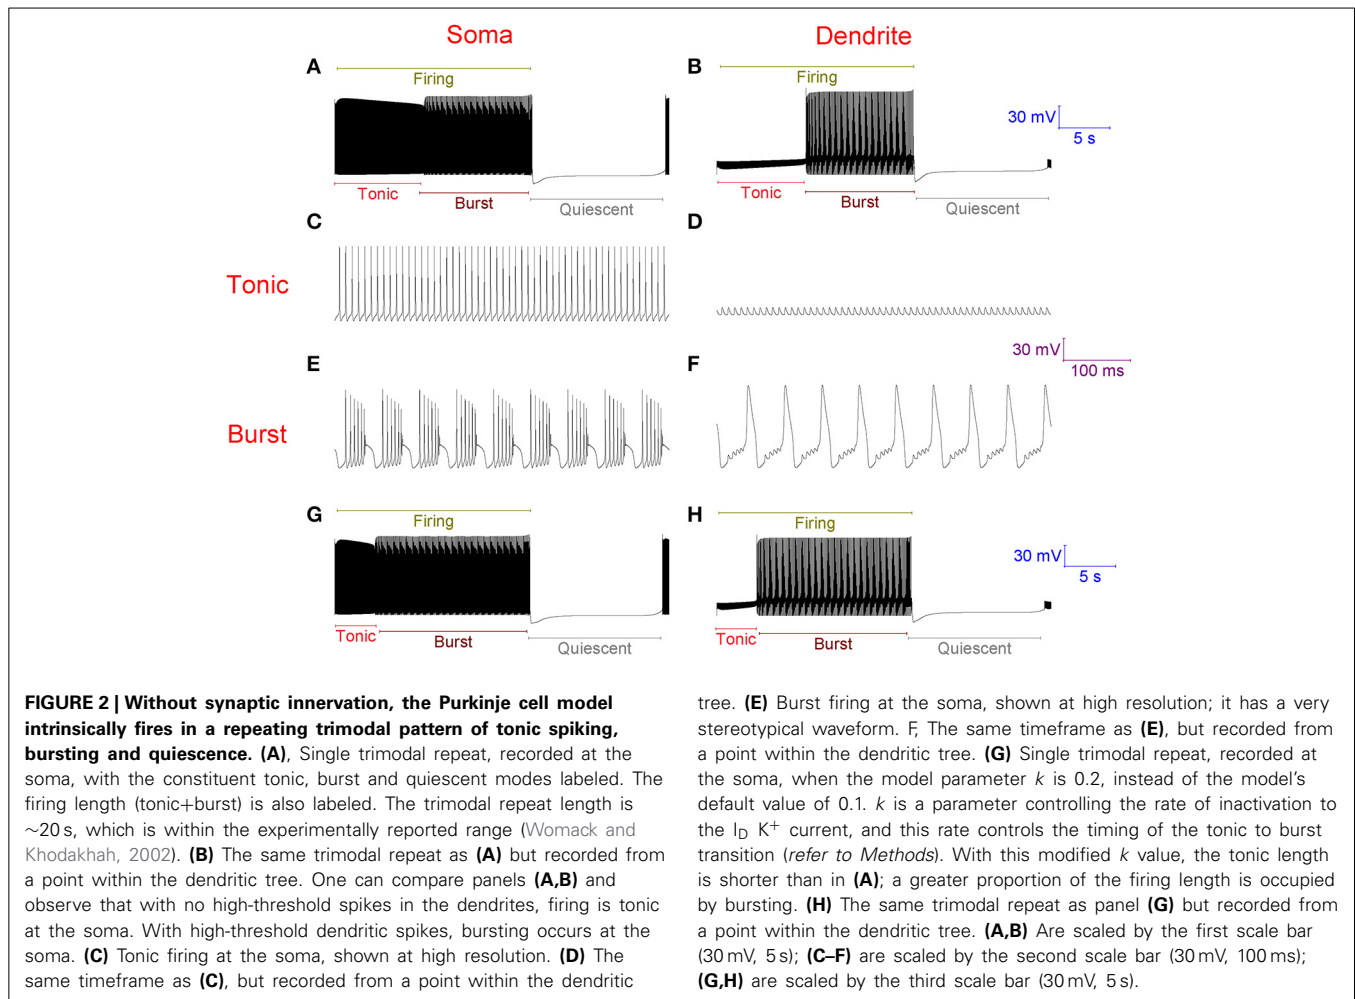 Soma
Dendrite
A
Firing
Tonic
Burst
Quiescent
B
Firing
Tonic
Burst
Quiescent
30 mV
5 s
C
D
Tonic
30 mV
100 ms
E
F
Burst
G
Firing
Tonic
Burst
Quiescent
H
Firing
Tonic
Burst
Quiescent
30 mV
5 s
FIGURE 2 | Without synaptic innervation, the Purkinje cell model
intrinsically fires in a repeating trimodal pattern of tonic spiking,
bursting and quiescence. (A), Single trimodal repeat, recorded at the
soma, with the constituent tonic, burst and quiescent modes labeled. The
firing length (tonic+burst) is also labeled. The trimodal repeat length is
∼20 s, which is within the experimentally reported range (Womack and
Khodakhah, 2002). (B) The same trimodal repeat as (A) but recorded from
a point within the dendritic tree. One can compare panels (A,B) and
observe that with no high-threshold spikes in the dendrites, firing is tonic
at the soma. With high-threshold dendritic spikes, bursting occurs at the
soma. (C) Tonic firing at the soma, shown at high resolution. (D) The
same timeframe as (C), but recorded from a point within the dendritic
tree. (E) Burst firing at the soma, shown at high resolution; it has a very
stereotypical waveform. F, The same timeframe as (E), but recorded from
a point within the dendritic tree. (G) Single trimodal repeat, recorded at
the soma, when the model parameter k is 0.2, instead of the model's
default value of 0.1. k is a parameter controlling the rate of inactivation to
the I_D K⁺ current, and this rate controls the timing of the tonic to burst
transition (refer to Methods). With this modified k value, the tonic length
is shorter than in (A); a greater proportion of the firing length is occupied
by bursting. (H) The same trimodal repeat as panel (G) but recorded from
a point within the dendritic tree. (A,B) Are scaled by the first scale bar
(30 mV, 5 s); (C–F) are scaled by the second scale bar (30 mV, 100 ms);
(G,H) are scaled by the third scale bar (30 mV, 5 s).